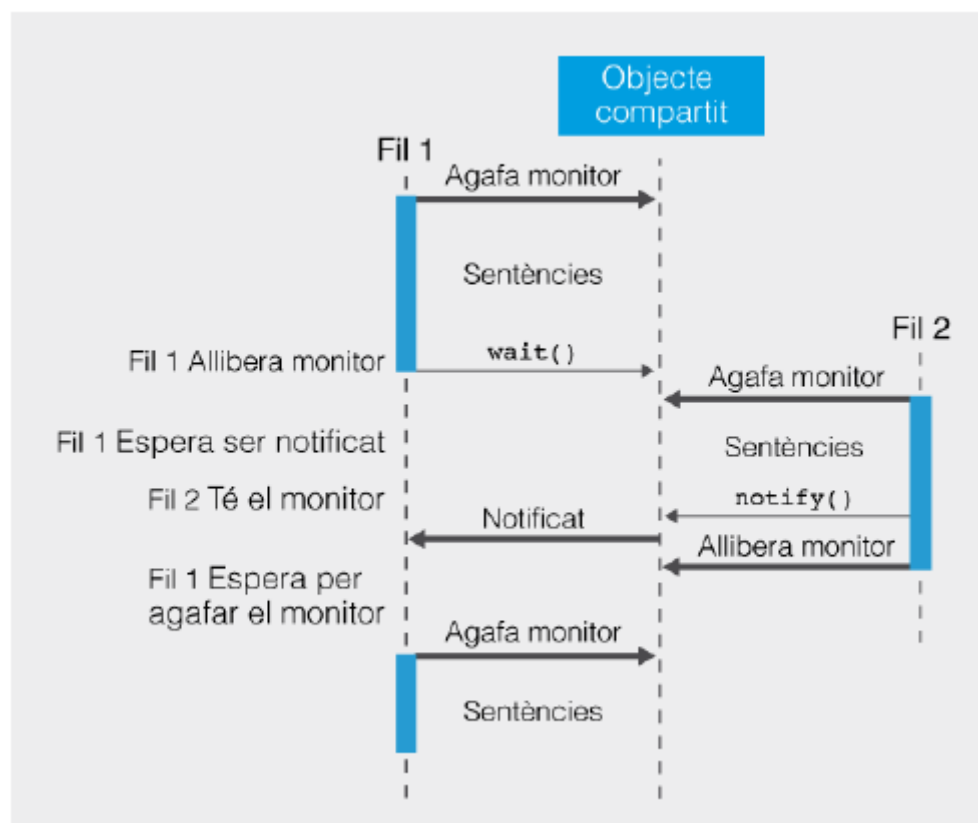 Objecte
compartit
Fil 1
Agafa monitor
Sentències
Fil 2
Fil 1 Allibera monitor
wait()
Agafa monitor
Fil 1 Espera ser notificat
Sentències
Fil 2 Té el monitor
notify()
Notificat
Allibera monitor
Fil 1 Espera per
agafar el monitor
Agafa monitor
Sentències